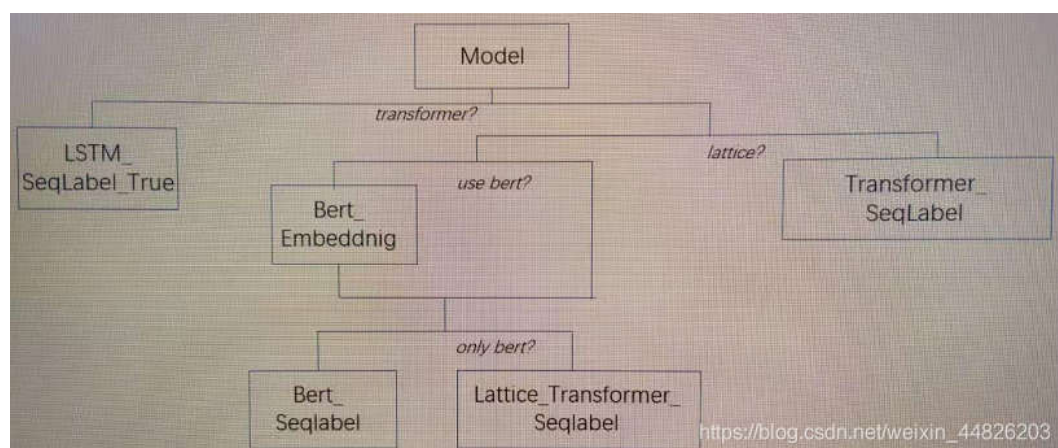 Model
transformer?
LSTM_
SeqLabel_True
lattice?
use bert?
Transformer_
SeqLabel
Bert_
Embeddnig
only bert?
Bert_
Seqlabel
Lattice_Transformer_
Seqlabel
https://blog.csdn.net/weixin_44826203